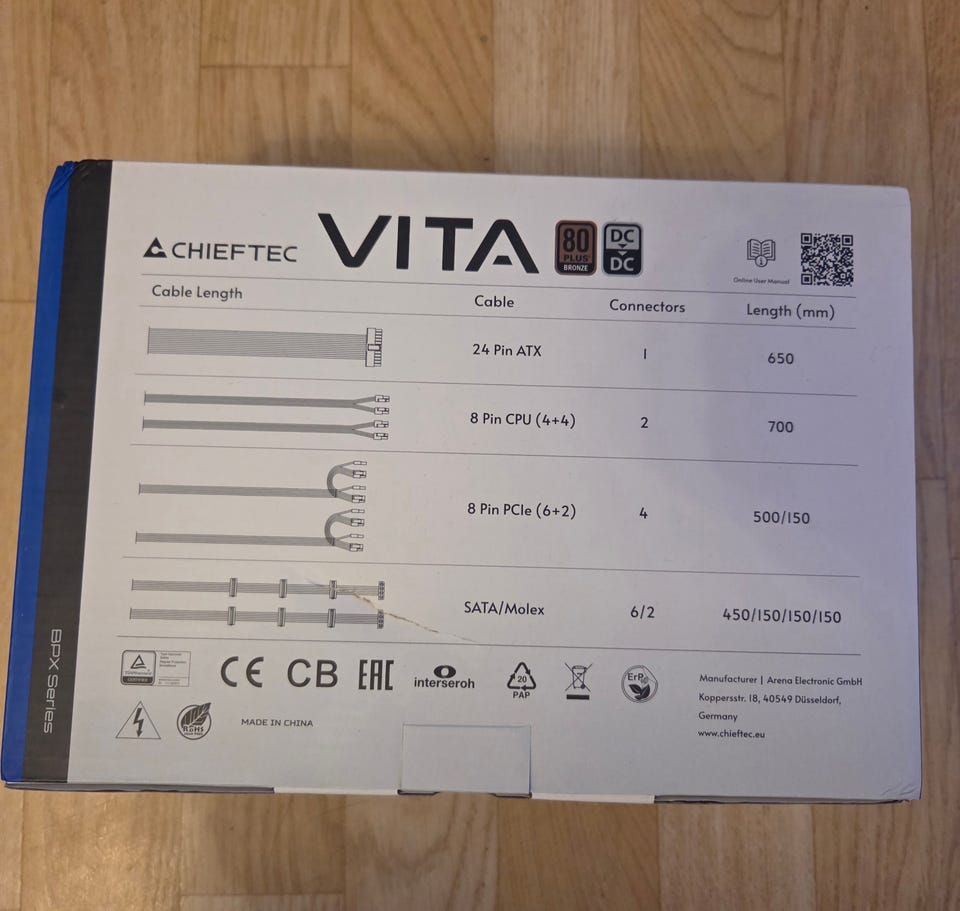 CHIEFTEC
VITA
80
PLUS
BRONZE
DC
DC
Online User Manual
Cable Length
Cable
Connectors
Length (mm)
24 Pin ATX
1
650
8 Pin CPU (4+4)
2
700
8 Pin PCIe (6+2)
4
500/150
SATA/Molex
6/2
450/150/150/150
BPX Series
CERTIFIED
CE
CB
EAC
interseroh
20
PAP
ErP
RoHS
MADE IN CHINA
Manufacturer | Arena Electronic GmbH
Koppersstr. 18, 40549 Düsseldorf,
Germany
www.chieftec.eu